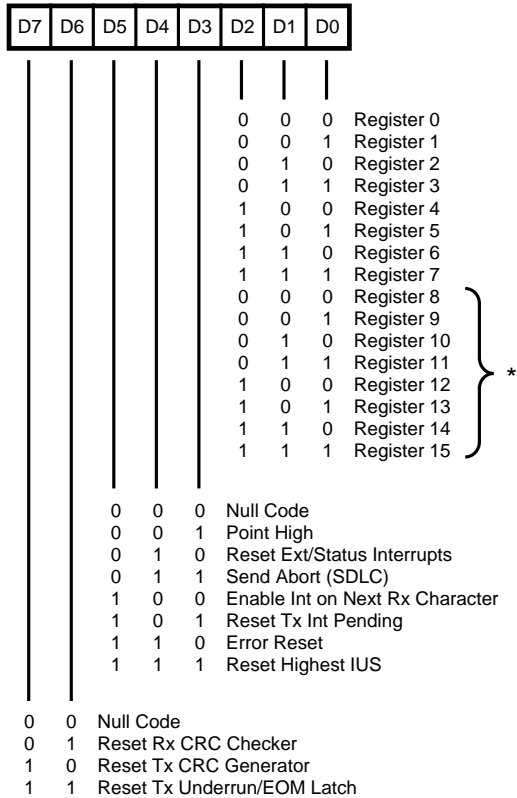 D7 D6 D5 D4 D3 D2 D1 D0
0 0 0 Register 0
0 0 1 Register 1
0 1 0 Register 2
0 1 1 Register 3
1 0 0 Register 4
1 0 1 Register 5
1 1 0 Register 6
1 1 1 Register 7
0 0 0 Register 8
0 0 1 Register 9
0 1 0 Register 10
0 1 1 Register 11
1 0 0 Register 12
1 0 1 Register 13
1 1 0 Register 14
1 1 1 Register 15
*
0 0 0 Null Code
0 0 1 Point High
0 1 0 Reset Ext/Status Interrupts
0 1 1 Send Abort (SDLC)
1 0 0 Enable Int on Next Rx Character
1 0 1 Reset Tx Int Pending
1 1 0 Error Reset
1 1 1 Reset Highest IUS
0 0 Null Code
0 1 Reset Rx CRC Checker
1 0 Reset Tx CRC Generator
1 1 Reset Tx Underrun/EOM Latch